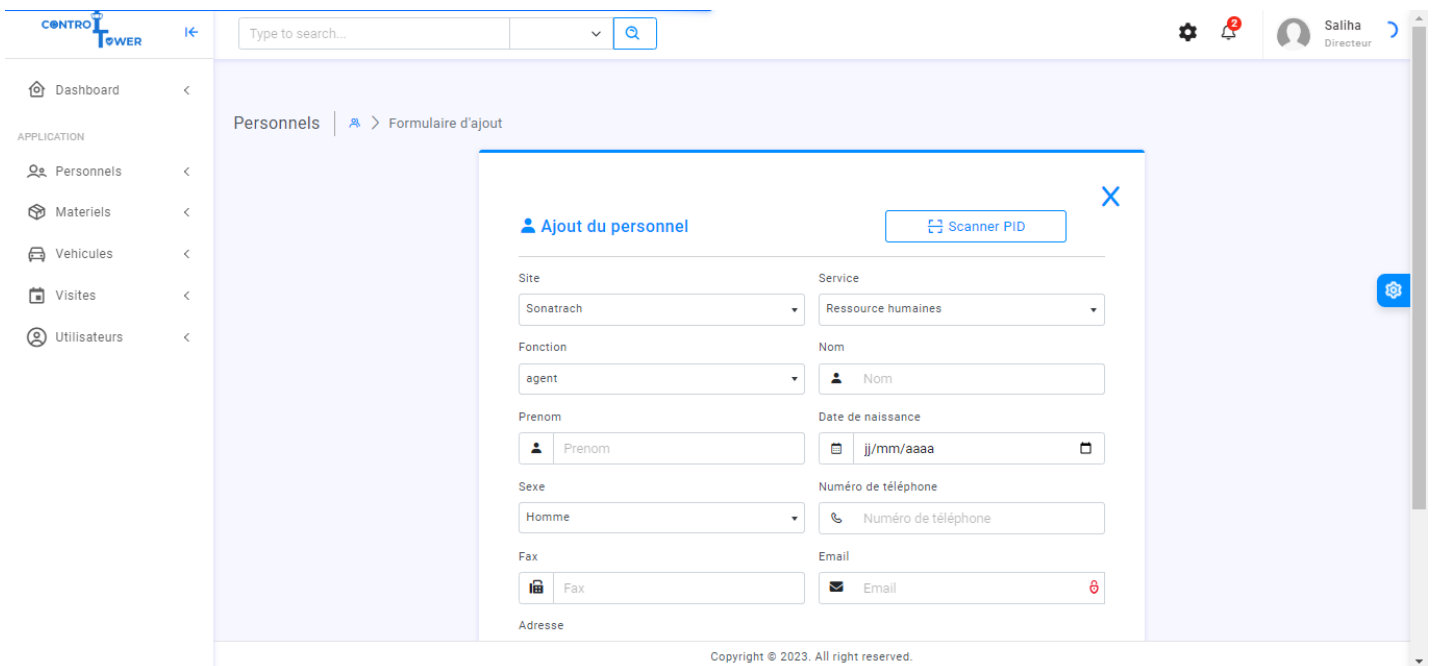 CONTRO TOWER
Type to search...
2
Saliha
Directeur
Dashboard
APPLICATION
Personnels
Materiels
Vehicules
Visites
Utilisateurs
Personnels
Formulaire d'ajout
Ajout du personnel
Scanner PID
Site
Service
Sonatrach
Ressource humaines
Fonction
Nom
agent
Nom
Prenom
Date de naissance
Prenom
jj/mm/aaaa
Sexe
Numéro de téléphone
Homme
Numéro de téléphone
Fax
Email
Fax
Email
Adresse
Copyright © 2023. All right reserved.